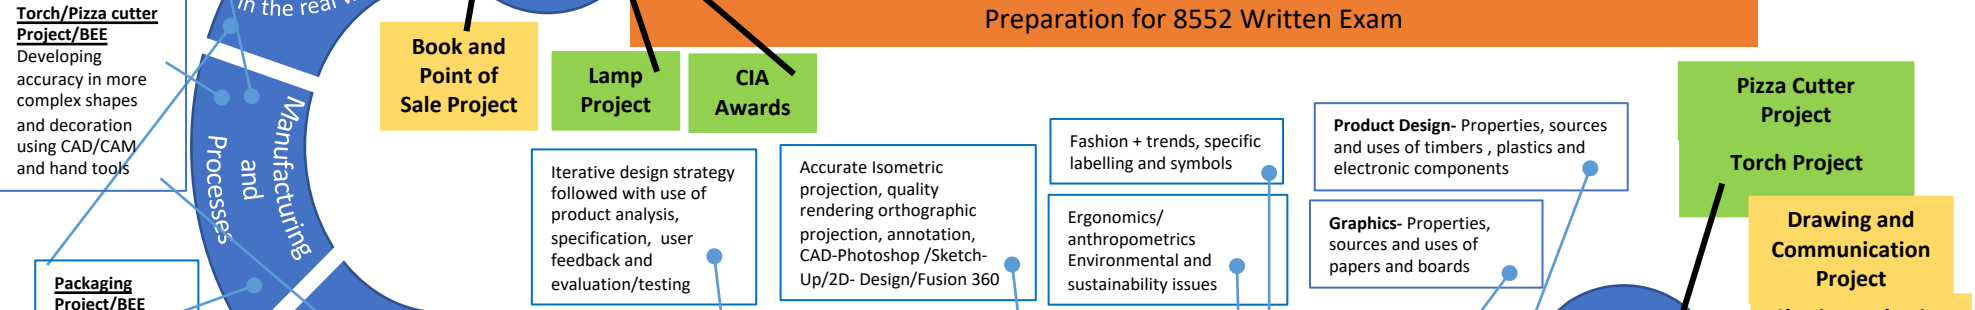 Torch/Pizza cutter
Project/BEE
Developing
accuracy in more
complex shapes
and decoration
using CAD/CAM
and hand tools
in the real
Manufacturing
and
Processes
Packaging
Project/BEE
Book and
Point of
Sale Project
Lamp
Project
CIA
Awards
Preparation for 8552 Written Exam
Iterative design strategy
followed with use of
product analysis,
specification, user
feedback and
evaluation/testing
Accurate Isometric
projection, quality
rendering orthographic
projection, annotation,
CAD-Photoshop /Sketch-
Up/2D- Design/Fusion 360
Fashion + trends, specific
labelling and symbols
Ergonomics/
anthropometrics
Environmental and
sustainability issues
Product Design- Properties, sources
and uses of timbers , plastics and
electronic components
Graphics- Properties,
sources and uses of
papers and boards
Pizza Cutter
Project
Torch Project
Drawing and
Communication
Project